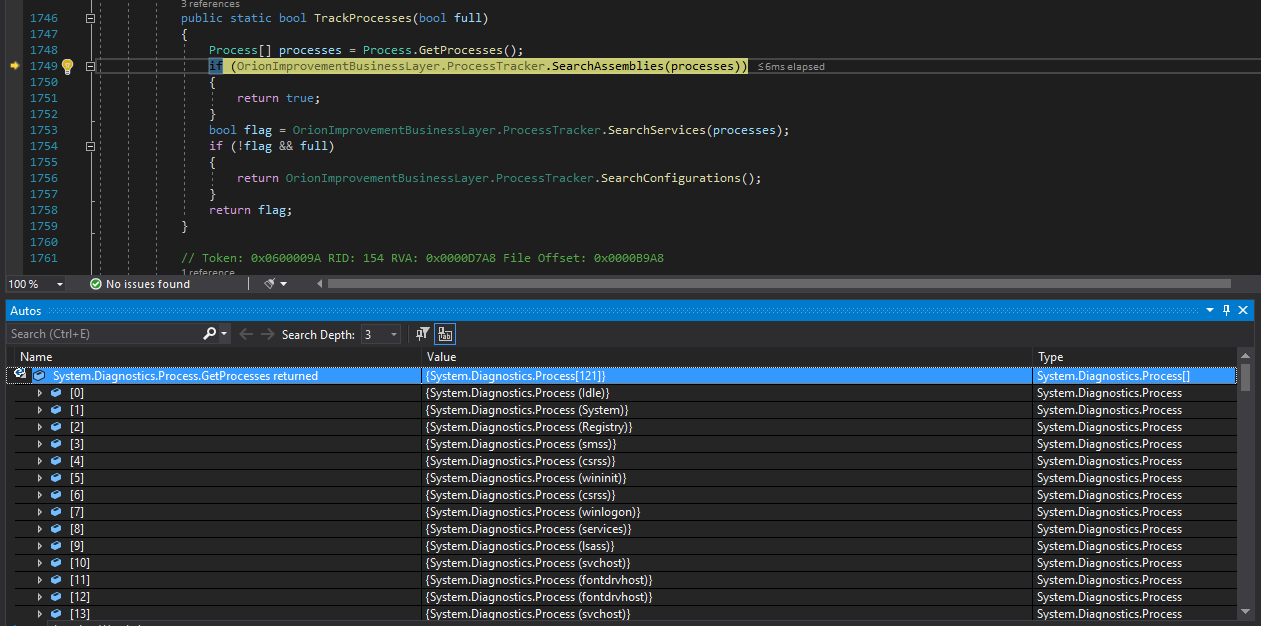 3 references
1746 public static bool TrackProcesses(bool full)
1747 {
1748 Process[] processes = Process.GetProcesses();
1749 if (OrionImprovementBusinessLayer.ProcessTracker.SearchAssemblies(processes)) ≤6ms elapsed
1750 {
1751 return true;
1752 }
1753 bool flag = OrionImprovementBusinessLayer.ProcessTracker.SearchServices(processes);
1754 if (!flag && full)
1755 {
1756 return OrionImprovementBusinessLayer.ProcessTracker.SearchConfigurations();
1757 }
1758 return flag;
1759 }
1760
1761 // Token: 0x0600009A RID: 154 RVA: 0x0000D7A8 File Offset: 0x0000B9A8
1 reference
100 % No issues found
Autos
Search (Ctrl+E) Search Depth: 3
Name Value Type
System.Diagnostics.Process.GetProcesses returned {System.Diagnostics.Process[121]} System.Diagnostics.Process[]
[0] {System.Diagnostics.Process (Idle)} System.Diagnostics.Process
[1] {System.Diagnostics.Process (System)} System.Diagnostics.Process
[2] {System.Diagnostics.Process (Registry)} System.Diagnostics.Process
[3] {System.Diagnostics.Process (smss)} System.Diagnostics.Process
[4] {System.Diagnostics.Process (csrss)} System.Diagnostics.Process
[5] {System.Diagnostics.Process (wininit)} System.Diagnostics.Process
[6] {System.Diagnostics.Process (csrss)} System.Diagnostics.Process
[7] {System.Diagnostics.Process (winlogon)} System.Diagnostics.Process
[8] {System.Diagnostics.Process (services)} System.Diagnostics.Process
[9] {System.Diagnostics.Process (lsass)} System.Diagnostics.Process
[10] {System.Diagnostics.Process (svchost)} System.Diagnostics.Process
[11] {System.Diagnostics.Process (fontdrvhost)} System.Diagnostics.Process
[12] {System.Diagnostics.Process (fontdrvhost)} System.Diagnostics.Process
[13] {System.Diagnostics.Process (svchost)} System.Diagnostics.Process